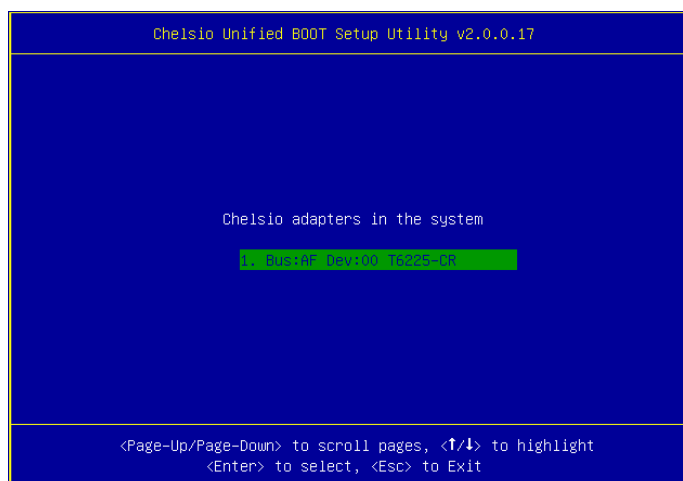 Chelsio Unified BOOT Setup Utility v2.0.0.17
Chelsio adapters in the system
1. Bus:AF Dev:00 T6225-CR
<Page-Up/Page-Down> to scroll pages, <↑/↓> to highlight
<Enter> to select, <Esc> to Exit